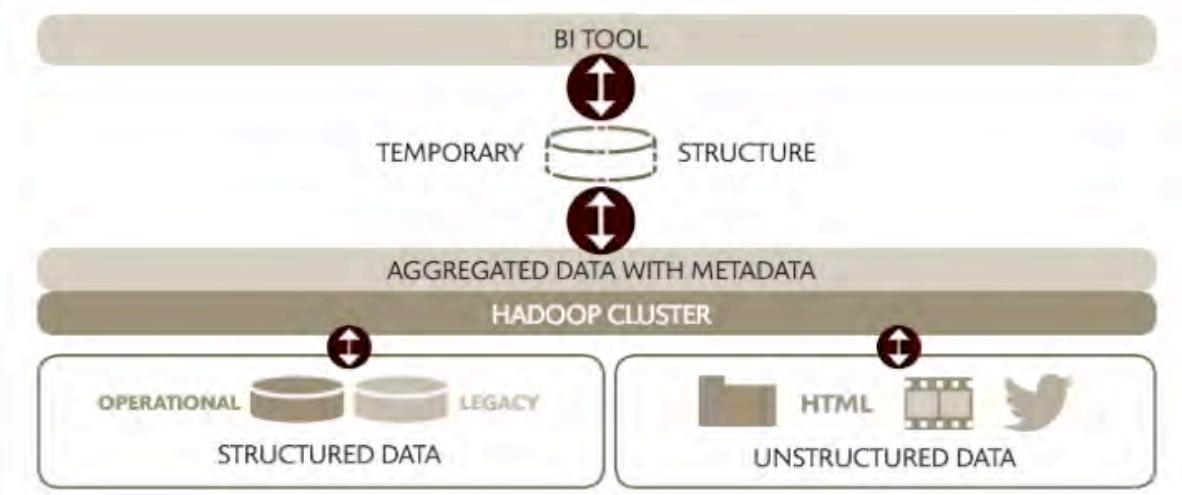 BI TOOL
TEMPORARY STRUCTURE
AGGREGATED DATA WITH METADATA
HADOOP CLUSTER
OPERATIONAL LEGACY
STRUCTURED DATA
HTML
UNSTRUCTURED DATA